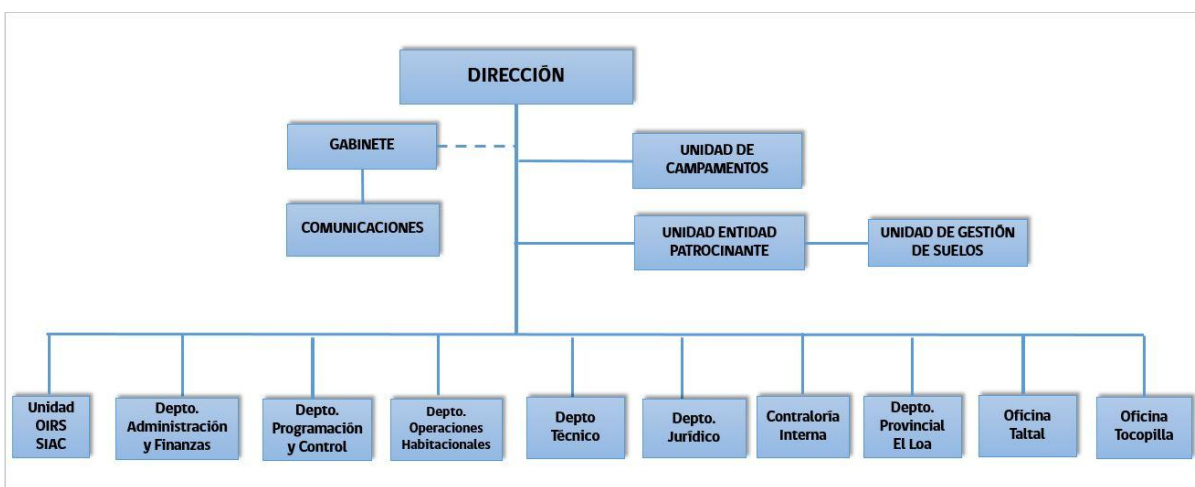 DIRECCIÓN
GABINETE
UNIDAD DE
CAMPAMENTOS
COMUNICACIONES
UNIDAD ENTIDAD
PATROCINANTE
UNIDAD DE GESTIÓN
DE SUELOS
Unidad
OIRS
SIAC
Depto.
Administración
y Finanzas
Depto.
Programación
y Control
Depto.
Operaciones
Habitacionales
Depto
Técnico
Depto.
Jurídico
Contraloría
Interna
Depto.
Provincial
El Loa
Oficina
Taltal
Oficina
Tocopilla